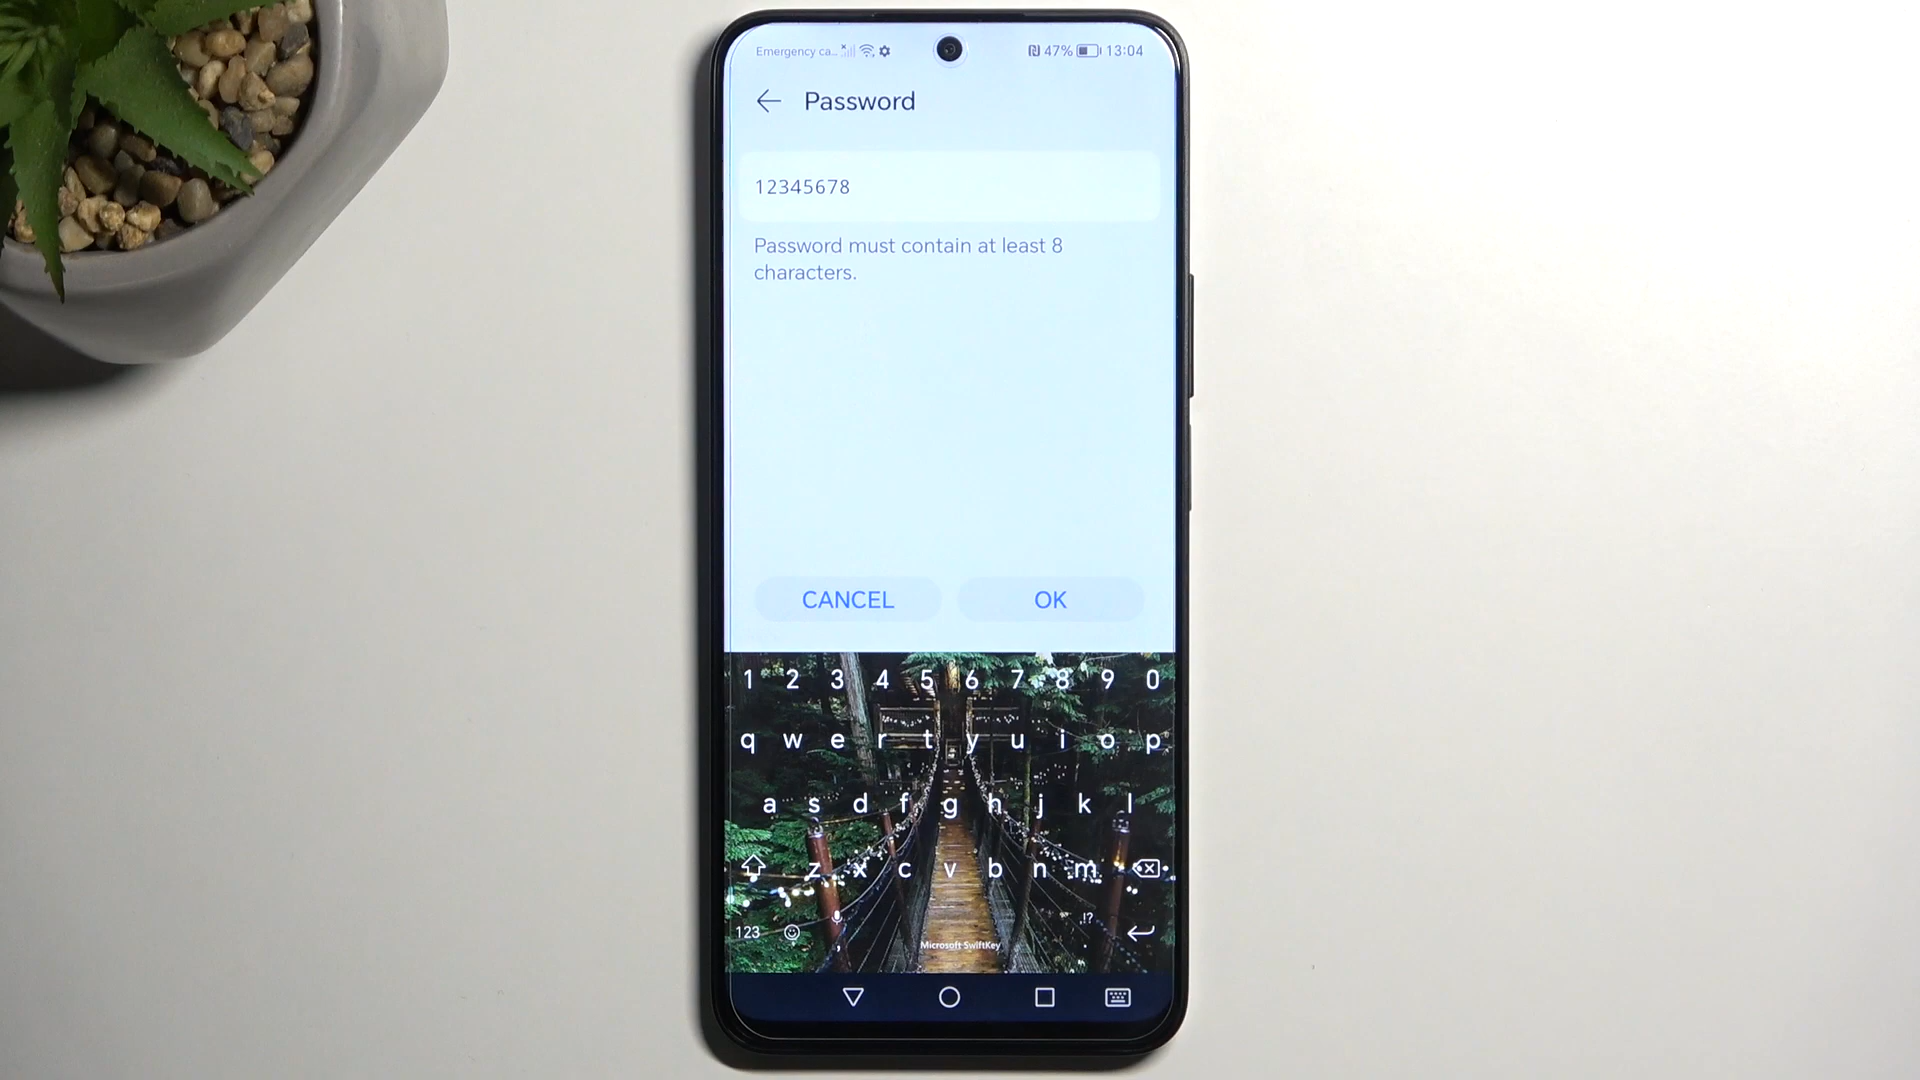 Emergency ca... 47% 13:04
Password
12345678
Password must contain at least 8
characters.
CANCEL OK
1 2 3 4 5 6 7 8 9 0
q w e r t y u i o p
a s d f g h j k l
z x c v b n m
123 , .!?
Microsoft SwiftKey